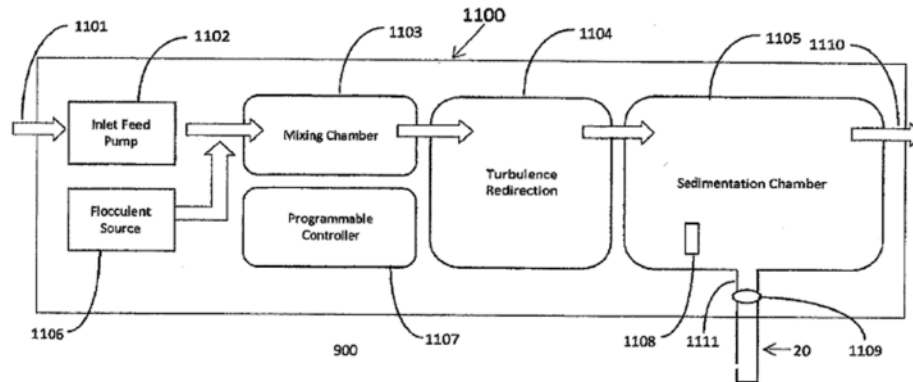 1100
1101
1102
1103
1104
1105
1110
Inlet Feed
Pump
Mixing Chamber
Turbulence
Redirection
Sedimentation Chamber
Flocculent
Source
Programmable
Controller
1106
1107
1108
1111
1109
900
20